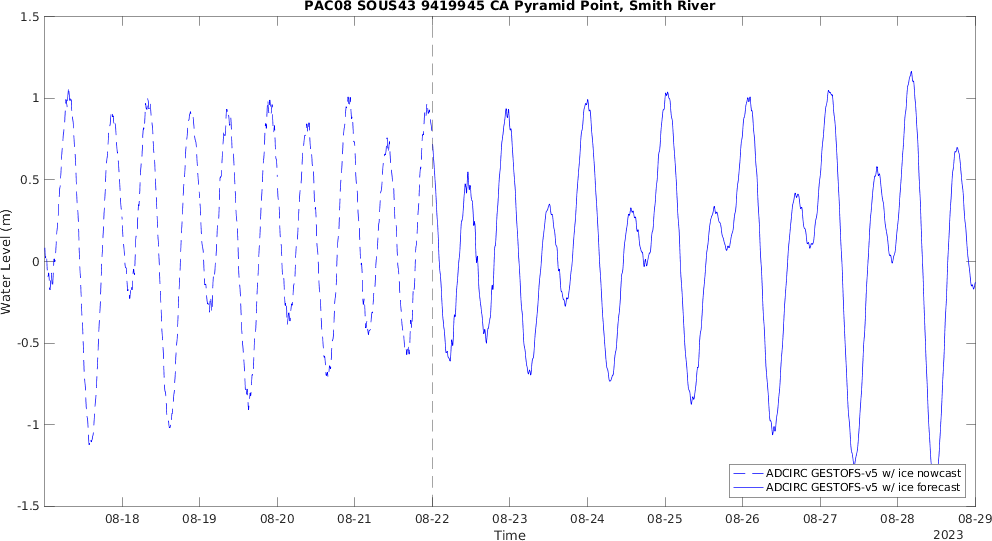 PAC08 SOUS43 9419945 CA Pyramid Point, Smith River
Water Level (m)
1.5
1
0.5
0
-0.5
-1
-1.5
ADCIRC GESTOFS-v5 w/ ice nowcast
ADCIRC GESTOFS-v5 w/ ice forecast
08-18 08-19 08-20 08-21 08-22 08-23 08-24 08-25 08-26 08-27 08-28 08-29
Time
2023